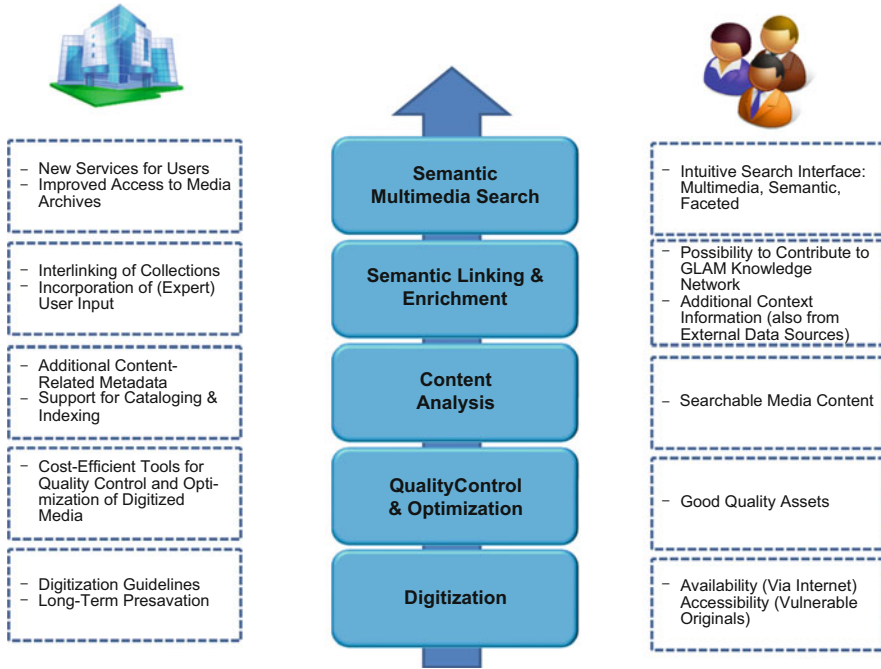 – New Services for Users
– Improved Access to Media
Archives
Semantic
Multimedia Search
– Intuitive Search Interface:
Multimedia, Semantic,
Faceted
– Interlinking of Collections
– Incorporation of (Expert)
User Input
Semantic Linking &
Enrichment
– Possibility to Contribute to
GLAM Knowledge
Network
– Additional Context
Information (also from
External Data Sources)
– Additional Content-
Related Metadata
– Support for Cataloging &
Indexing
Content
Analysis
– Searchable Media Content
– Cost-Efficient Tools for
Quality Control and Opti-
mization of Digitized
Media
QualityControl
& Optimization
– Good Quality Assets
– Digitization Guidelines
– Long-Term Presavation
Digitization
– Availability (Via Internet)
Accessibility (Vulnerable
Originals)